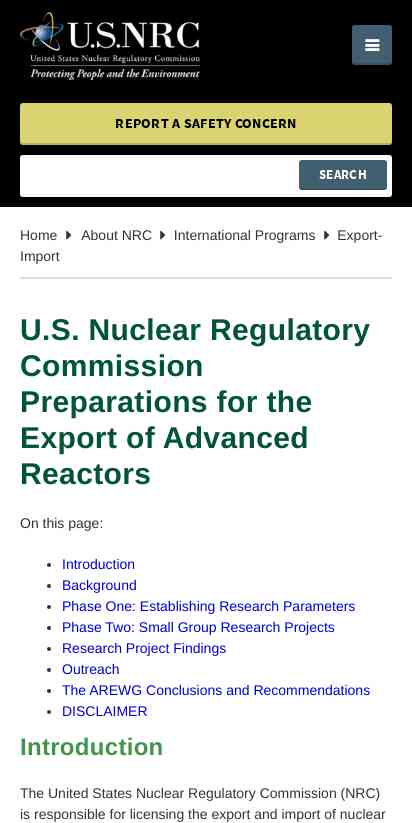 U.S.NRC
United States Nuclear Regulatory Commission
Protecting People and the Environment
REPORT A SAFETY CONCERN
SEARCH
Home About NRC International Programs Export-
Import
U.S. Nuclear Regulatory
Commission
Preparations for the
Export of Advanced
Reactors
On this page:
Introduction
Background
Phase One: Establishing Research Parameters
Phase Two: Small Group Research Projects
Research Project Findings
Outreach
The AREWG Conclusions and Recommendations
DISCLAIMER
Introduction
The United States Nuclear Regulatory Commission (NRC)
is responsible for licensing the export and import of nuclear